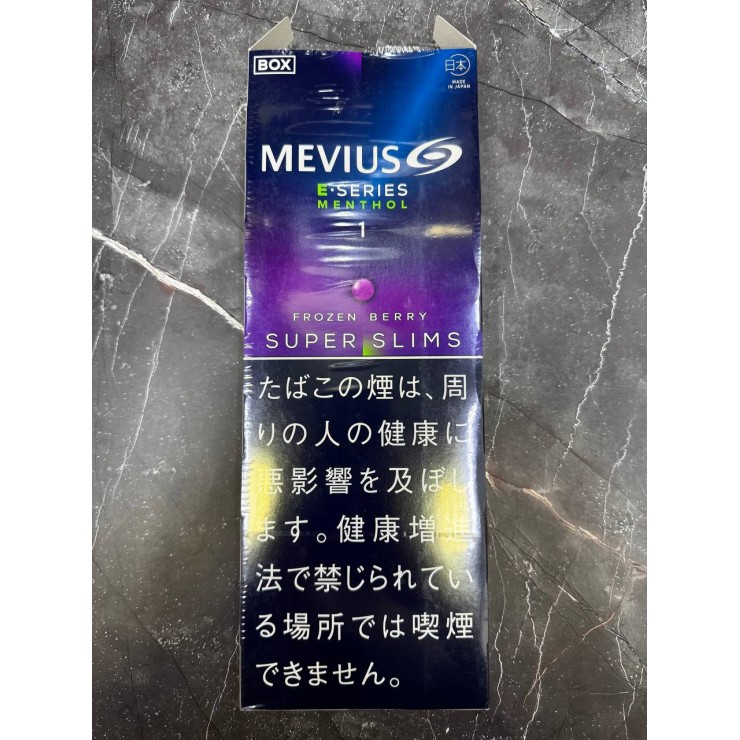 BOX
日本
MADE
IN JAPAN
MEVIUS
E·SERIES
MENTHOL
1
FROZEN BERRY
SUPER SLIMS
たばこの煙は、周
りの人の健康に
悪影響を及ぼし
ます。健康増進
法で禁じられてい
る場所では喫煙
できません。